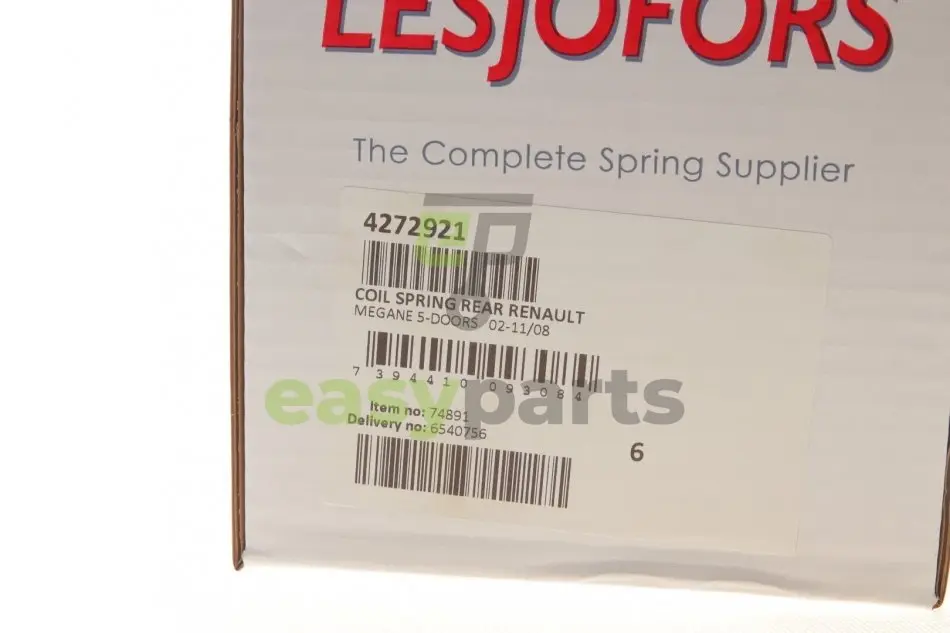 LESJÖFORS
The Complete Spring Supplier
4272921
COIL SPRING REAR RENAULT
MEGANE 5-DOORS 02-11/08
7 394410 093084
easyparts
Item no: 74891
Delivery no: 6540756
6